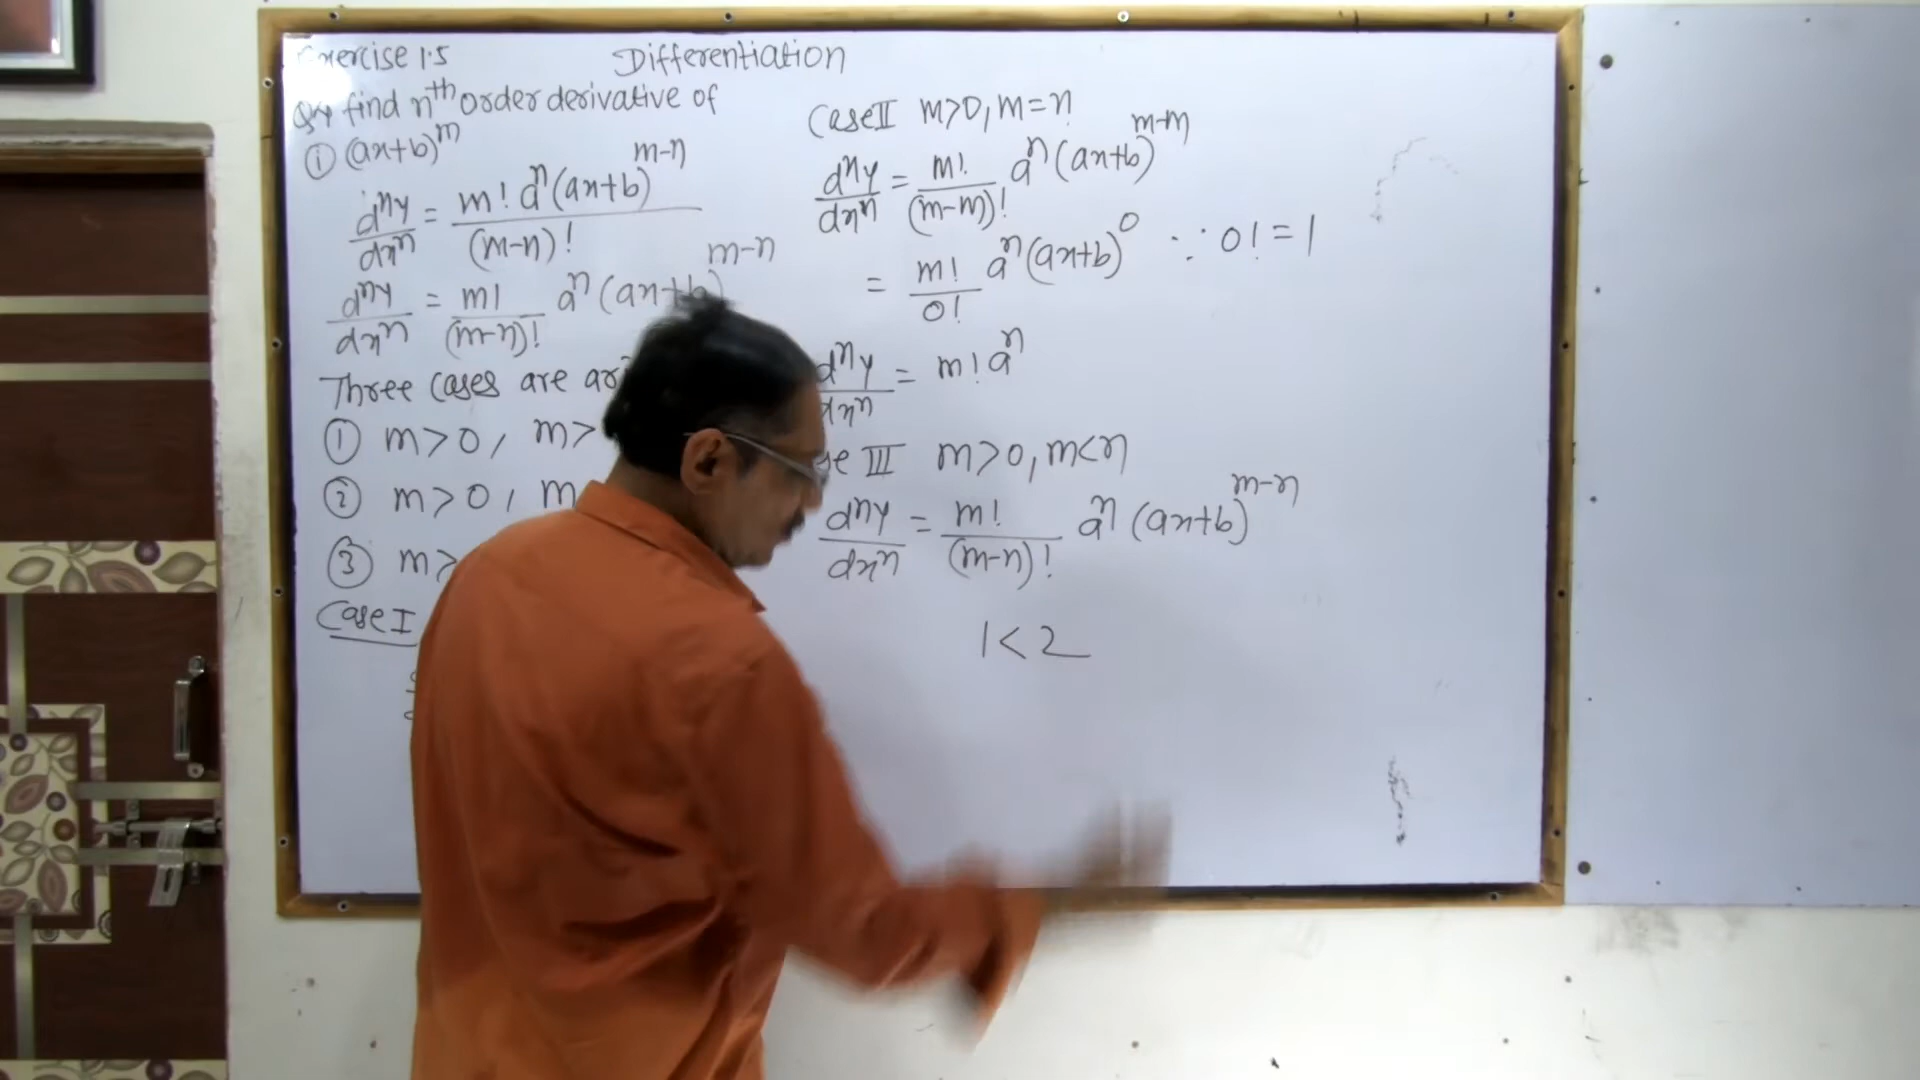 Exercise 1.5
Differentiation
Q4 find nth order derivative of
① (ax+b)^m
d^n y/dx^n = m! a^n (ax+b)^(m-n) / (m-n)!
d^n y/dx^n = m!/(m-n)! a^n (ax+b)^(m-n)
Three cases are
① m>0, m>
② m>0, m
③ m>
Case I
Case II m>0, m=n
d^n y/dx^n = m!/(m-m)! a^n (ax+b)^(m-m)
= m!/0! a^n (ax+b)^0 ∵ 0! = 1
d^n y/dx^n = m! a^n
III m>0, m<n
d^n y/dx^n = m!/(m-n)! a^n (ax+b)^(m-n)
1<2